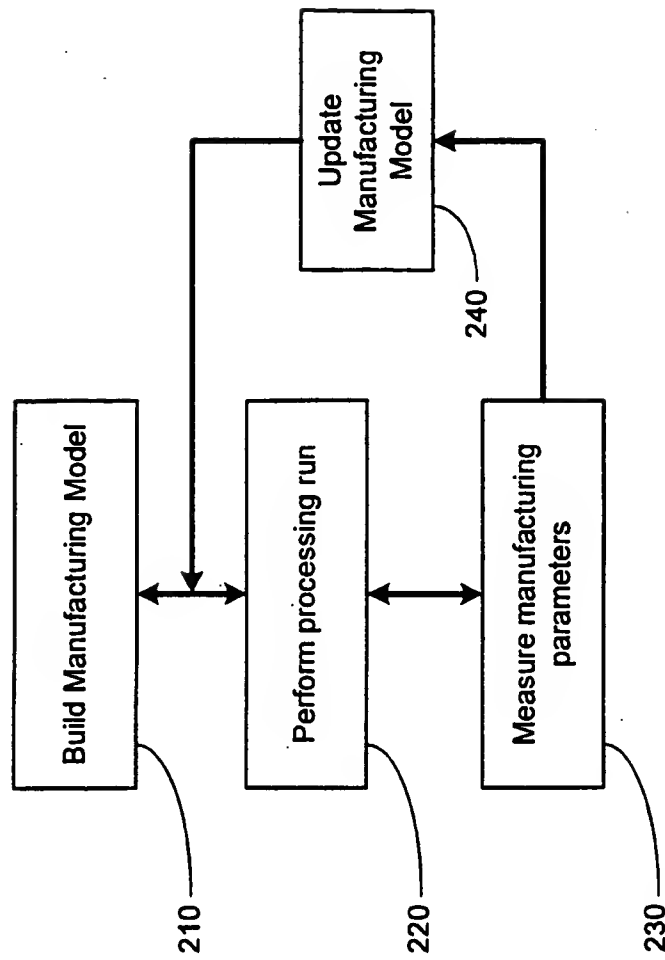 Build Manufacturing Model
210
Perform processing run
220
Measure manufacturing
parameters
230
Update
Manufacturing
Model
240